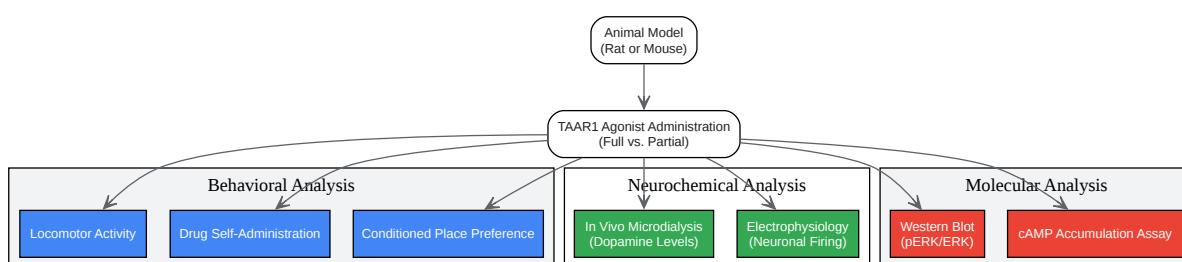 Animal Model
(Rat or Mouse)
TAAR1 Agonist Administration
(Full vs. Partial)
Behavioral Analysis
Neurochemical Analysis
Molecular Analysis
Locomotor Activity
Drug Self-Administration
Conditioned Place Preference
In Vivo Microdialysis
(Dopamine Levels)
Electrophysiology
(Neuronal Firing)
Western Blot
(pERK/ERK)
cAMP Accumulation Assay